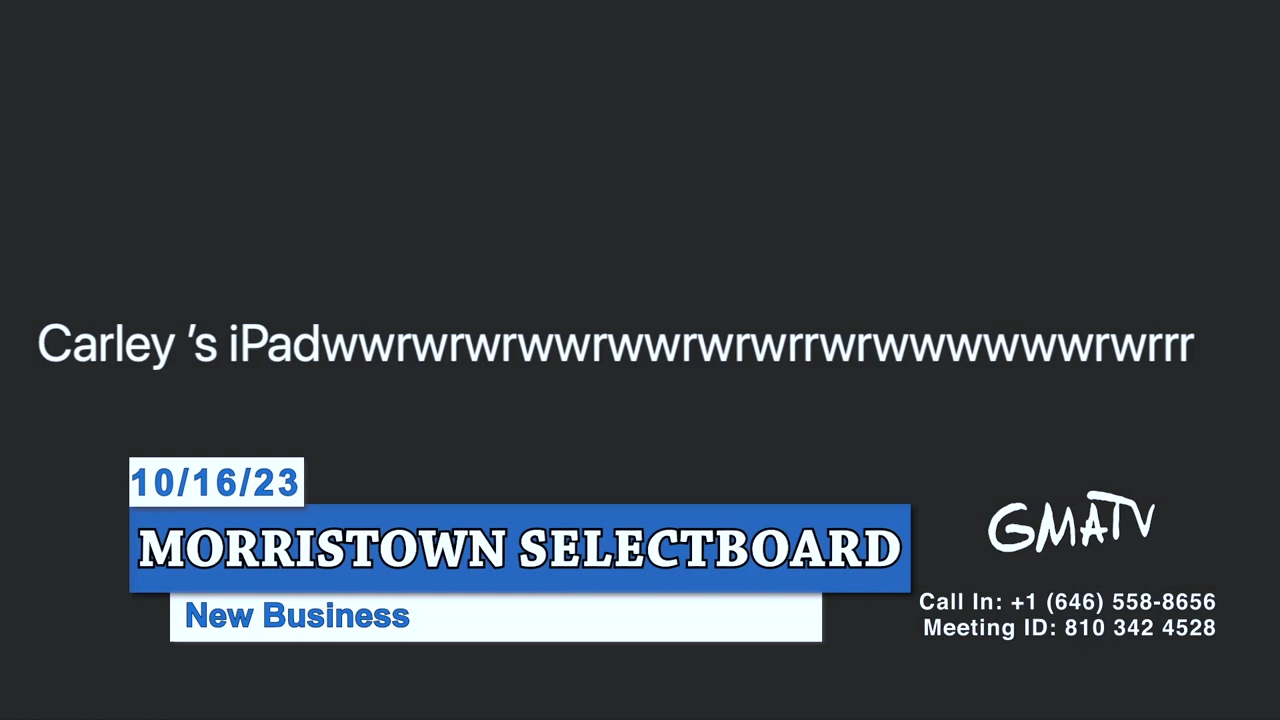 Carley 's iPadwwrwrwrwwrwwrwrwrrwrwwwwwwrwrrr
10/16/23
MORRISTOWN SELECTBOARD
New Business
GMATV
Call In: +1 (646) 558-8656
Meeting ID: 810 342 4528